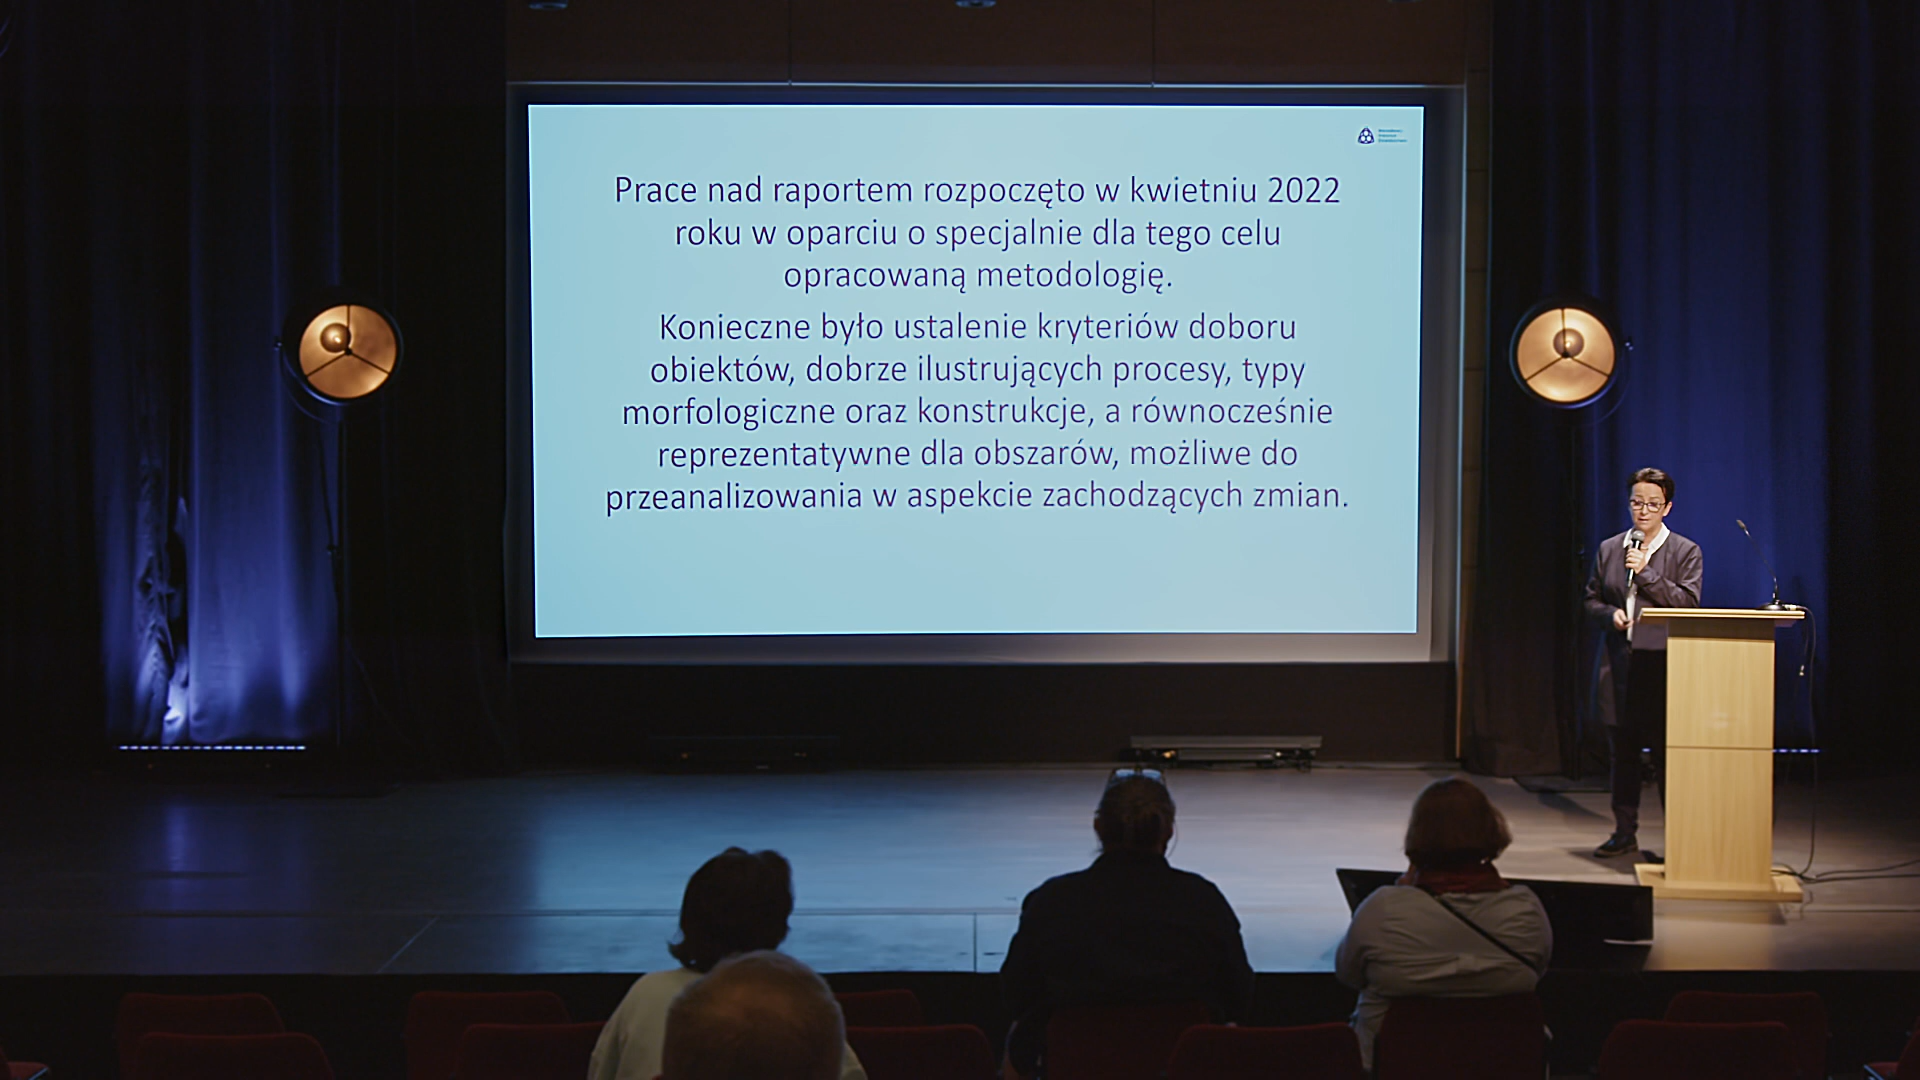 Prace nad raportem rozpoczęto w kwietniu 2022
roku w oparciu o specjalnie dla tego celu
opracowaną metodologię.
Konieczne było ustalenie kryteriów doboru
obiektów, dobrze ilustrujących procesy, typy
morfologiczne oraz konstrukcje, a równocześnie
reprezentatywne dla obszarów, możliwe do
przeanalizowania w aspekcie zachodzących zmian.